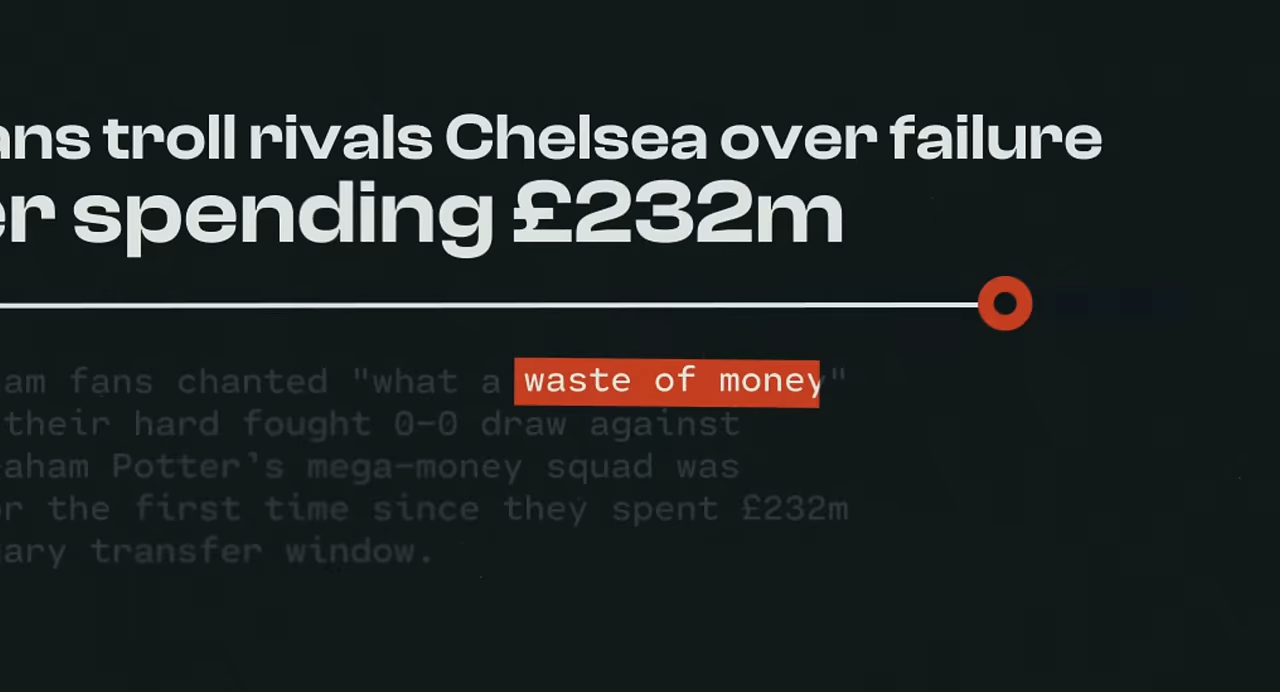 ans troll rivals Chelsea over failure
er spending £232m
am fans chanted "what a waste of money"
their hard fought 0-0 draw against
aham Potter's mega-money squad was
or the first time since they spent £232m
uary transfer window.